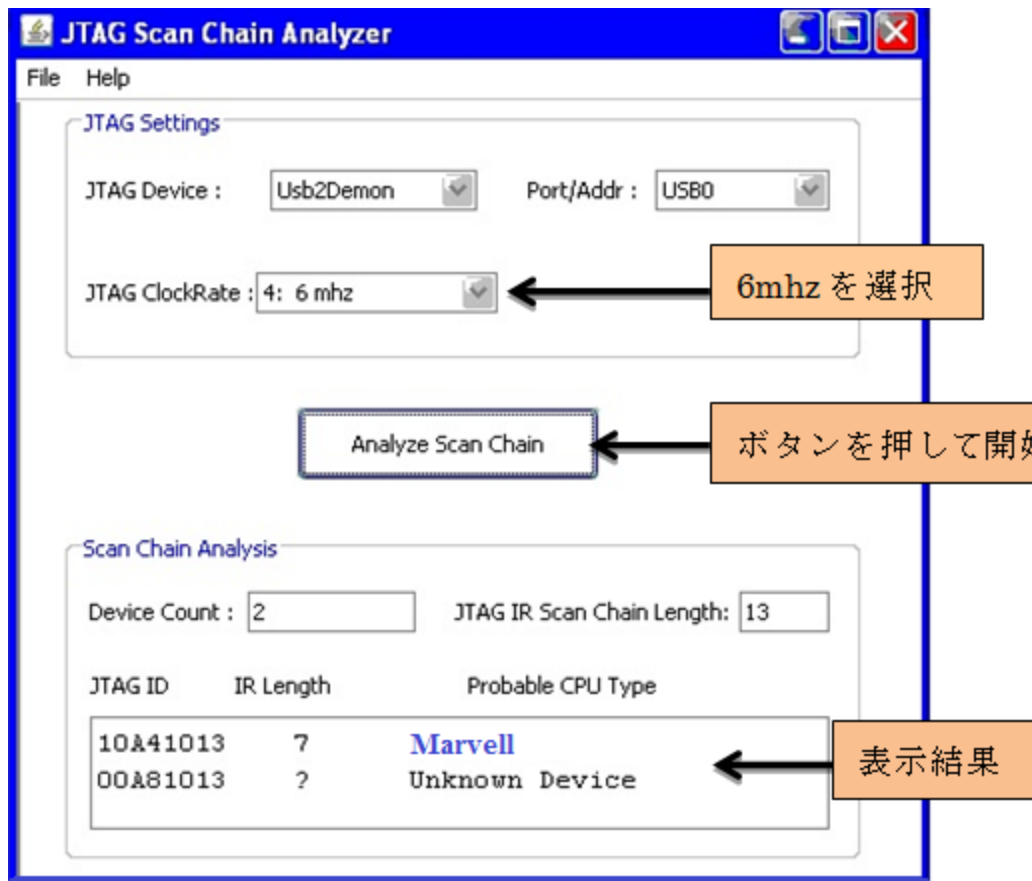 JTAG Scan Chain Analyzer
File Help
JTAG Settings
JTAG Device : Usb2Demon Port/Addr : USB0
JTAG ClockRate : 4: 6 mhz
6mhz を選択
Analyze Scan Chain
ボタンを押して開始
Scan Chain Analysis
Device Count : 2 JTAG IR Scan Chain Length: 13
JTAG ID IR Length Probable CPU Type
10A41013 7 Marvell
00A81013 ? Unknown Device
表示結果